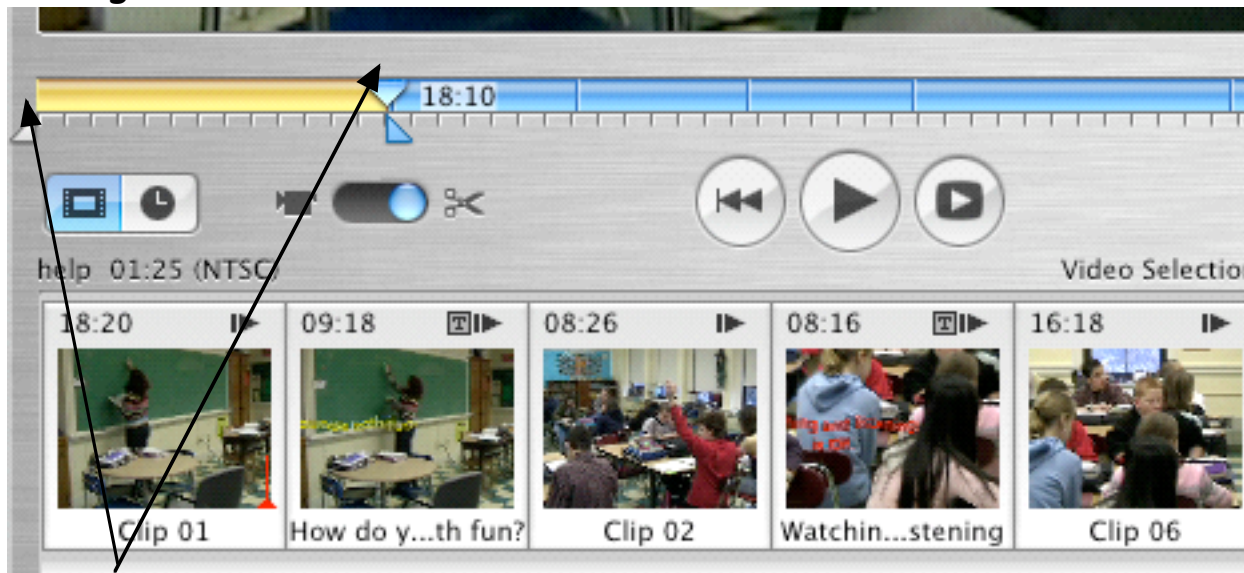 18:10
help 01:25 (NTSC)
Video Selection
18:20
09:18 T
08:26
08:16 T
16:18
Clip 01
How do y...th fun?
Clip 02
Watchin...stening
Clip 06